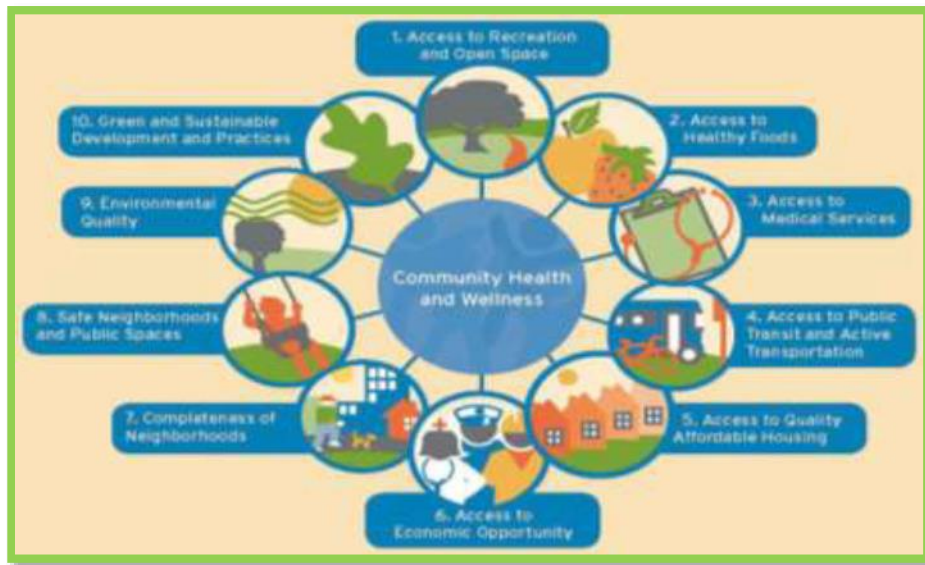 1. Access to Recreation
and Open Space
2. Access to
Healthy Foods
3. Access to
Medical Services
4. Access to Public
Transit and Active
Transportation
5. Access to Quality
Affordable Housing
6. Access to
Economic Opportunity
7. Completeness of
Neighborhoods
8. Safe Neighborhoods
and Public Spaces
9. Environmental
Quality
10. Green and Sustainable
Development and Practices
Community Health
and Wellness